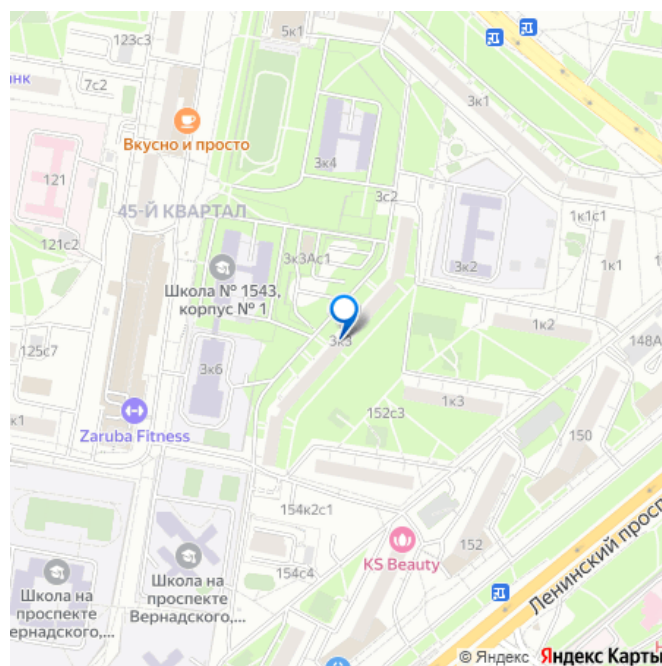 5к1
123с3
нк
7с2
3к1
Вкусно и просто
3к4
121
3с2
45-Й КВАРТАЛ
1к1с1
121с2
3к3Ас1
3к2
1к1
Школа № 1543,
корпус № 1
1к2
3к3
148А
125с7
3к6
1к3
152с3
к1
Zaruba Fitness
150
154к2с1
152
KS Beauty
Ленинский просп
154с4
Школа на
проспекте
Вернадского,...
Школа на
проспекте
ернадского,...
© Яндекс Яндекс Карты